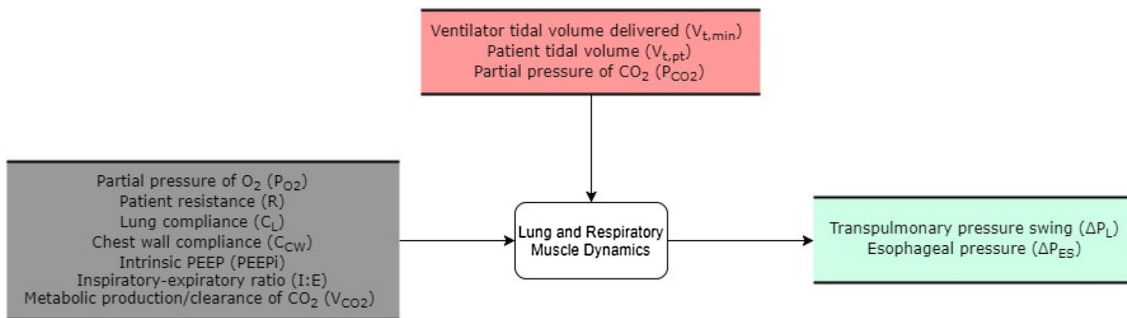 Ventilator tidal volume delivered (Vt,min)
Patient tidal volume (Vt,pt)
Partial pressure of CO2 (PCO2)
Partial pressure of O2 (PO2)
Patient resistance (R)
Lung compliance (CL)
Chest wall compliance (CCW)
Intrinsic PEEP (PEEPi)
Inspiratory-expiratory ratio (I:E)
Metabolic production/clearance of CO2 (VCO2)
Lung and Respiratory
Muscle Dynamics
Transpulmonary pressure swing (ΔPL)
Esophageal pressure (ΔPES)